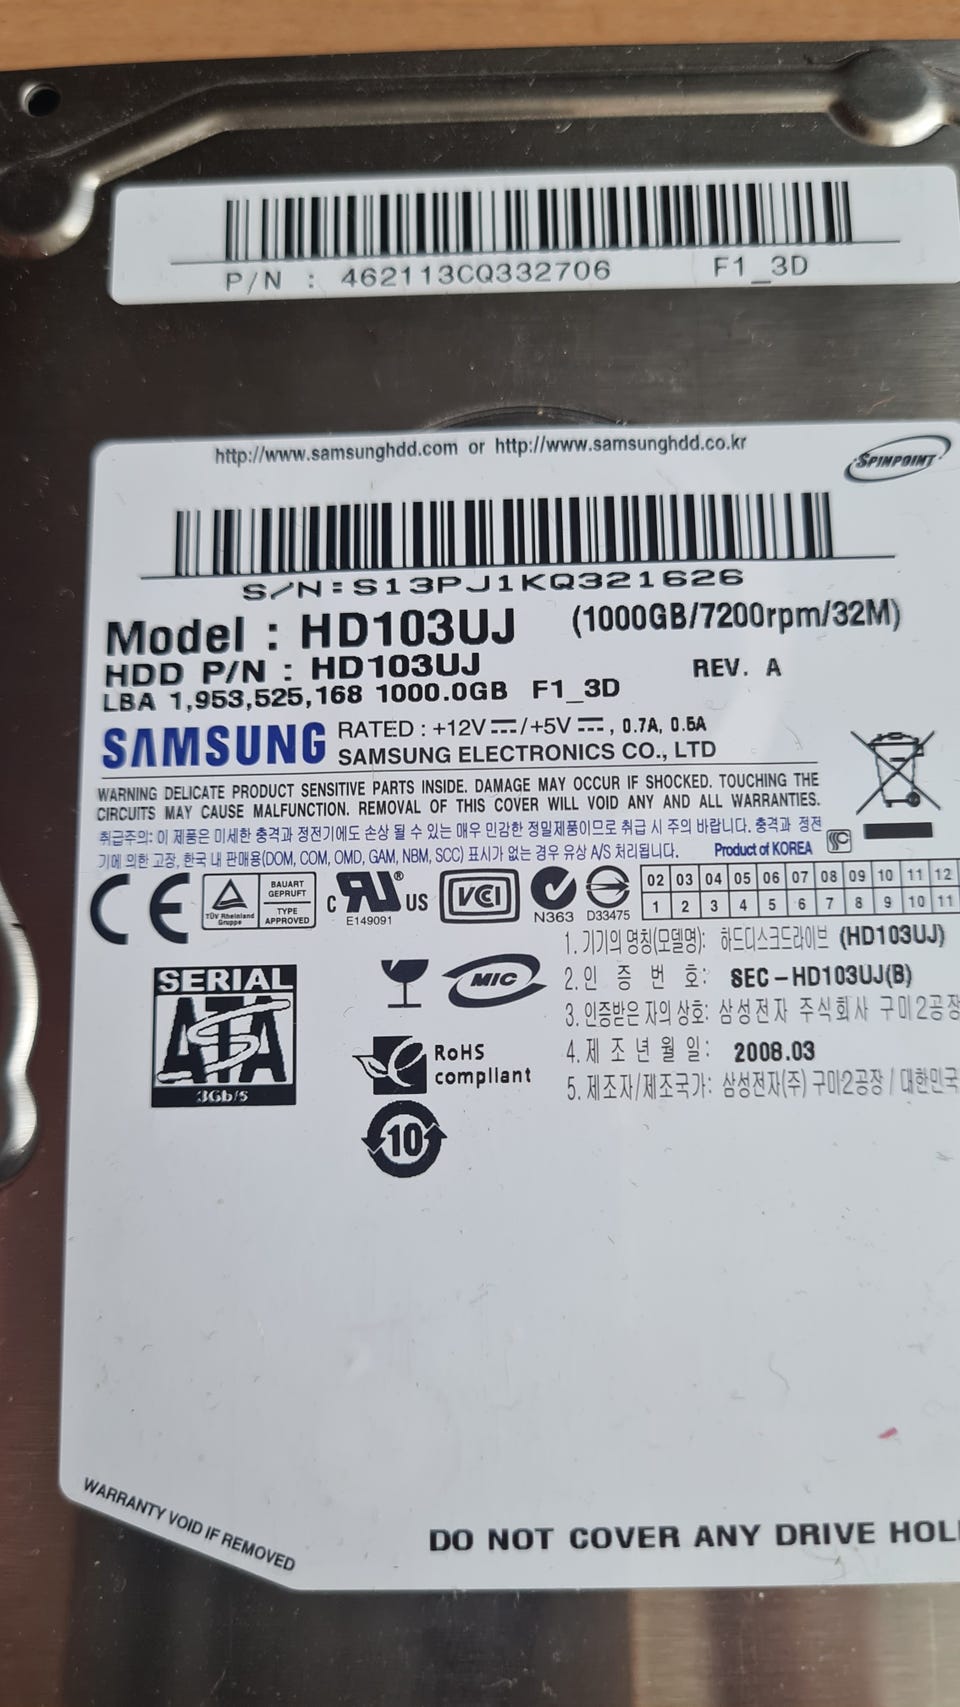 P/N : 462113CQ332706 F1_3D
http://www.samsunghdd.com or http://www.samsunghdd.co.kr
SPINPOINT
S/N:S13PJ1KQ321626
Model : HD103UJ (1000GB/7200rpm/32M)
HDD P/N : HD103UJ REV. A
LBA 1,953,525,168 1000.0GB F1_3D
SAMSUNG
RATED : +12V /+5V , 0.7A, 0.5A
SAMSUNG ELECTRONICS CO., LTD
WARNING DELICATE PRODUCT SENSITIVE PARTS INSIDE. DAMAGE MAY OCCUR IF SHOCKED. TOUCHING THE
CIRCUITS MAY CAUSE MALFUNCTION. REMOVAL OF THIS COVER WILL VOID ANY AND ALL WARRANTIES.
취급주의: 이 제품은 미세한 충격과 정전기에도 손상 될 수 있는 매우 민감한 정밀제품이므로 취급 시 주의 바랍니다. 충격과 정전
기에 의한 고장, 한국 내 판매용(DOM, COM, OMD, GAM, NBM, SCC) 표시가 없는 경우 유상 A/S 처리됩니다. Product of KOREA
CE
TÜV Rheinland
Gruppe
BAUART
GEPRUFT
TYPE
APPROVED
c RU ® US
E149091
VCI
N363
D33475
02 03 04 05 06 07 08 09 10 11 12
1 2 3 4 5 6 7 8 9 10 11
1. 기기의 명칭(모델명): 하드디스크드라이브 (HD103UJ)
2. 인 증 번 호: SEC-HD103UJ(B)
3. 인증받은 자의 상호: 삼성전자 주식회사 구미2공장
4. 제 조 년 월 일: 2008.03
5. 제조자/제조국가: 삼성전자(주) 구미2공장 / 대한민국
SERIAL
ATA
3Gb/s
MIC
RoHS
compliant
10
WARRANTY VOID IF REMOVED
DO NOT COVER ANY DRIVE HOL